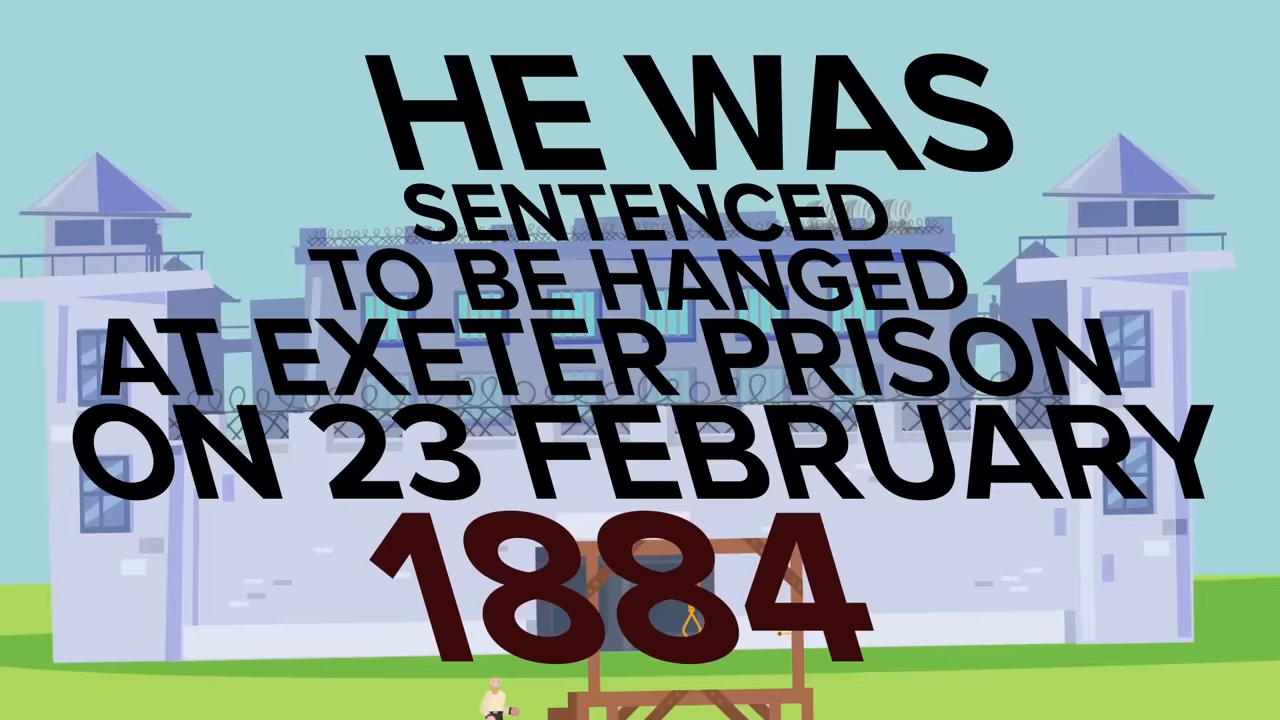 HE WAS
SENTENCED
TO BE HANGED
AT EXETER PRISON
ON 23 FEBRUARY
1884